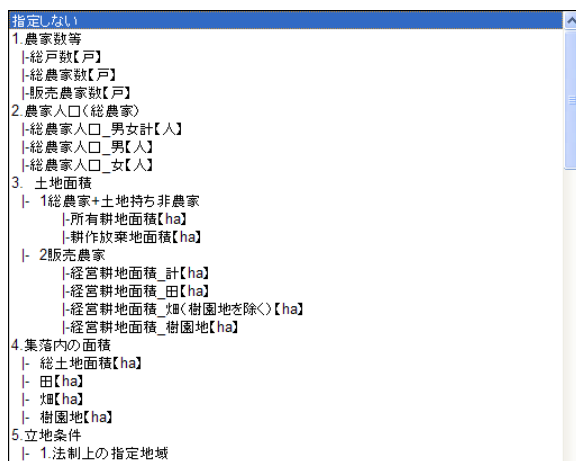 指定しない
1.農家数等
|-総戸数【戸】
|-総農家数【戸】
|-販売農家数【戸】
2.農家人口(総農家)
|-総農家人口_男女計【人】
|-総農家人口_男【人】
|-総農家人口_女【人】
3. 土地面積
|- 1総農家+土地持ち非農家
|-所有耕地面積【ha】
|-耕作放棄地面積【ha】
|- 2販売農家
|-経営耕地面積_計【ha】
|-経営耕地面積_田【ha】
|-経営耕地面積_畑(樹園地を除く)【ha】
|-経営耕地面積_樹園地【ha】
4.集落内の面積
|- 総土地面積【ha】
|- 田【ha】
|- 畑【ha】
|- 樹園地【ha】
5.立地条件
|- 1.法制上の指定地域